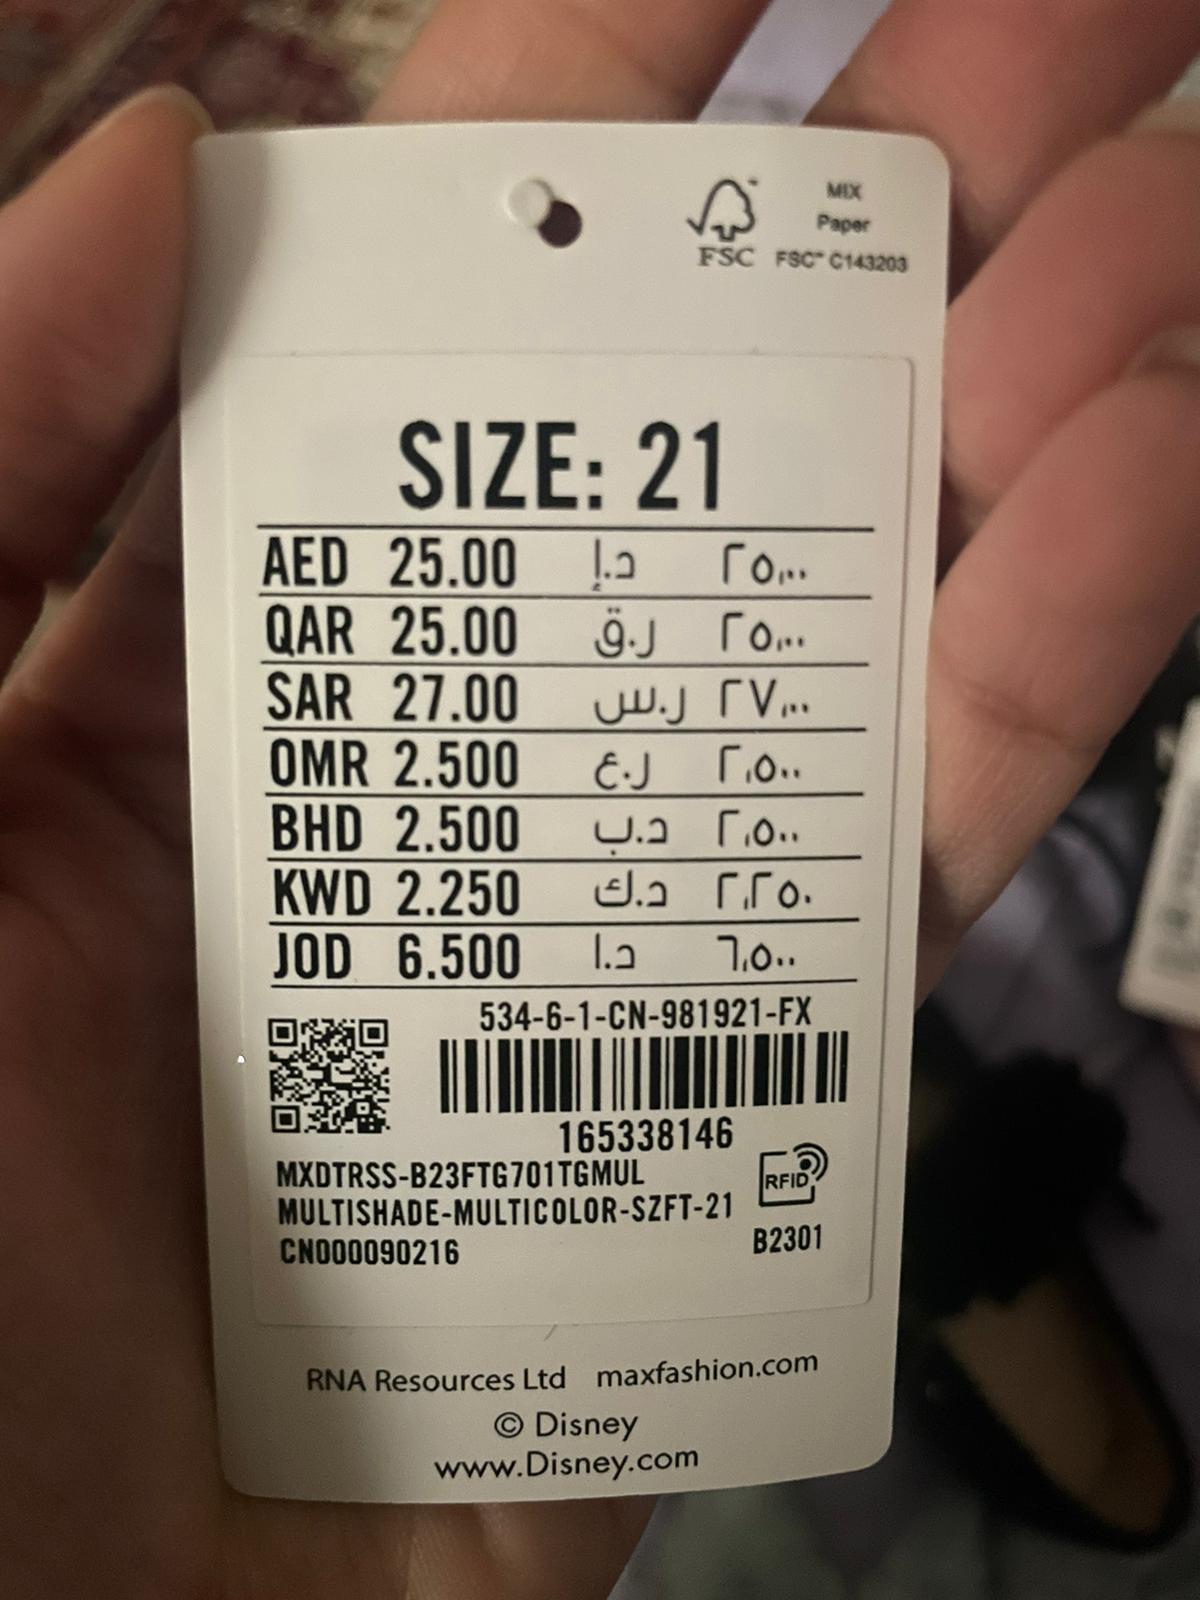 MIX
Paper
FSC FSC™ C143203
SIZE: 21
AED 25.00 د.إ ٢٥,٠٠
QAR 25.00 ر.ق ٢٥,٠٠
SAR 27.00 ر.س ٢٧,٠٠
OMR 2.500 ر.ع ٢,٥٠٠
BHD 2.500 د.ب ٢,٥٠٠
KWD 2.250 د.ك ٢,٢٥٠
JOD 6.500 د.ا ٦,٥٠٠
534-6-1-CN-981921-FX
165338146
MXDTRSS-B23FTG701TGMUL
RFID
MULTISHADE-MULTICOLOR-SZFT-21
CN000090216 B2301
RNA Resources Ltd maxfashion.com
© Disney
www.Disney.com